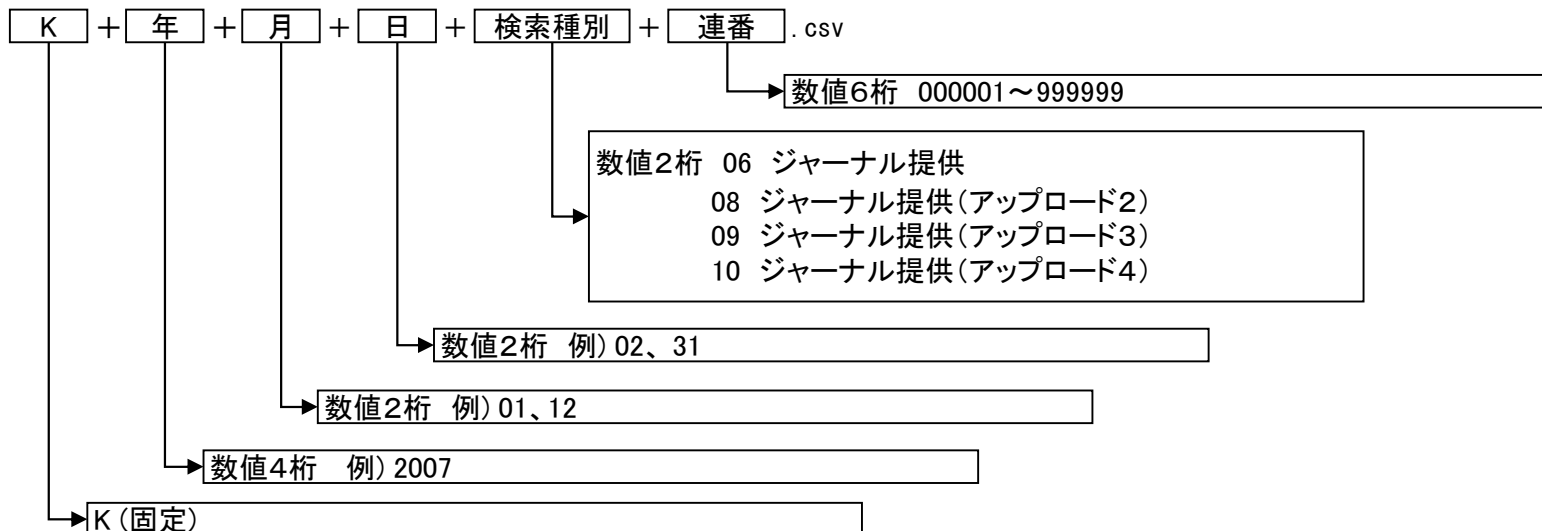 K + 年 + 月 + 日 + 検索種別 + 連番 .csv
数値6桁 000001～999999
数値2桁 06 ジャーナル提供
08 ジャーナル提供(アップロード2)
09 ジャーナル提供(アップロード3)
10 ジャーナル提供(アップロード4)
数値2桁 例)02、31
数値2桁 例)01、12
数値4桁 例)2007
K(固定)